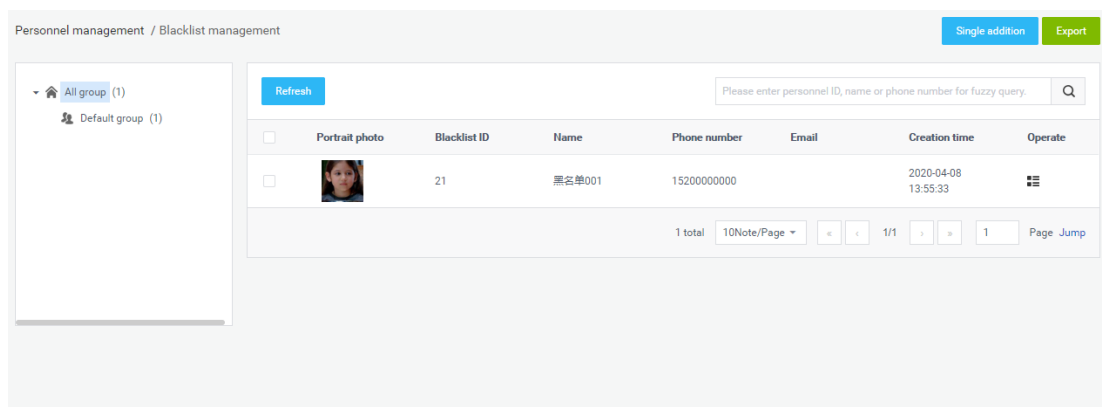 Personnel management / Blacklist management
Single addition
Export
All group (1)
Default group (1)
Refresh
Please enter personnel ID, name or phone number for fuzzy query.
Portrait photo Blacklist ID Name Phone number Email Creation time Operate
21 黑名单001 15200000000 2020-04-08
13:55:33
1 total 10Note/Page « ‹ 1/1 › » 1 Page Jump